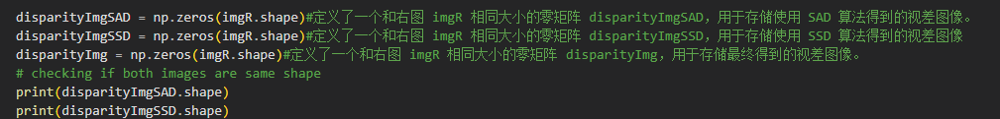 disparityImgSAD = np.zeros(imgR.shape)#定义了一个和右图 imgR 相同大小的零矩阵 disparityImgSAD，用于存储使用 SAD 算法得到的视差图像。
disparityImgSSD = np.zeros(imgR.shape)#定义了一个和右图 imgR 相同大小的零矩阵 disparityImgSSD，用于存储使用 SSD 算法得到的视差图像
disparityImg = np.zeros(imgR.shape)#定义了一个和右图 imgR 相同大小的零矩阵 disparityImg，用于存储最终得到的视差图像。
# checking if both images are same shape
print(disparityImgSAD.shape)
print(disparityImgSSD.shape)